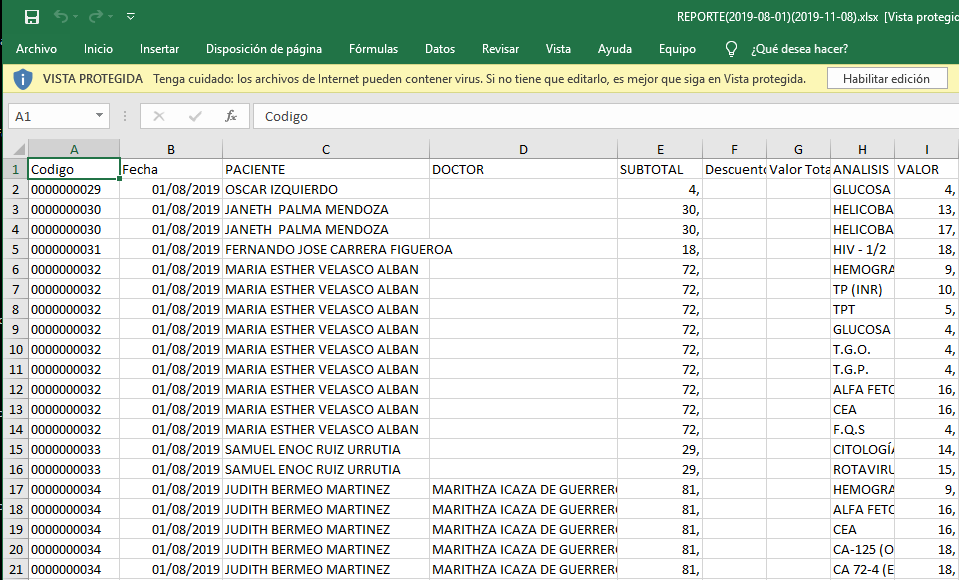 REPORTE(2019-08-01)(2019-11-08).xlsx [Vista protegio
Archivo Inicio Insertar Disposición de página Fórmulas Datos Revisar Vista Ayuda Equipo ¿Qué desea hacer?
VISTA PROTEGIDA Tenga cuidado: los archivos de Internet pueden contener virus. Si no tiene que editarlo, es mejor que siga en Vista protegida. Habilitar edición
A1 fx Codigo
A B C D E F G H I
1 Codigo Fecha PACIENTE DOCTOR SUBTOTAL Descuento Valor Tota ANALISIS VALOR
2 0000000029 01/08/2019 OSCAR IZQUIERDO 4, GLUCOSA 4,
3 0000000030 01/08/2019 JANETH PALMA MENDOZA 30, HELICOBA 13,
4 0000000030 01/08/2019 JANETH PALMA MENDOZA 30, HELICOBA 17,
5 0000000031 01/08/2019 FERNANDO JOSE CARRERA FIGUEROA 18, HIV - 1/2 18,
6 0000000032 01/08/2019 MARIA ESTHER VELASCO ALBAN 72, HEMOGRA 9,
7 0000000032 01/08/2019 MARIA ESTHER VELASCO ALBAN 72, TP (INR) 10,
8 0000000032 01/08/2019 MARIA ESTHER VELASCO ALBAN 72, TPT 5,
9 0000000032 01/08/2019 MARIA ESTHER VELASCO ALBAN 72, GLUCOSA 4,
10 0000000032 01/08/2019 MARIA ESTHER VELASCO ALBAN 72, T.G.O. 4,
11 0000000032 01/08/2019 MARIA ESTHER VELASCO ALBAN 72, T.G.P. 4,
12 0000000032 01/08/2019 MARIA ESTHER VELASCO ALBAN 72, ALFA FETO 16,
13 0000000032 01/08/2019 MARIA ESTHER VELASCO ALBAN 72, CEA 16,
14 0000000032 01/08/2019 MARIA ESTHER VELASCO ALBAN 72, F.Q.S 4,
15 0000000033 01/08/2019 SAMUEL ENOC RUIZ URRUTIA 29, CITOLOGÍA 14,
16 0000000033 01/08/2019 SAMUEL ENOC RUIZ URRUTIA 29, ROTAVIRU 15,
17 0000000034 01/08/2019 JUDITH BERMEO MARTINEZ MARITHZA ICAZA DE GUERRERO 81, HEMOGRA 9,
18 0000000034 01/08/2019 JUDITH BERMEO MARTINEZ MARITHZA ICAZA DE GUERRERO 81, ALFA FETO 16,
19 0000000034 01/08/2019 JUDITH BERMEO MARTINEZ MARITHZA ICAZA DE GUERRERO 81, CEA 16,
20 0000000034 01/08/2019 JUDITH BERMEO MARTINEZ MARITHZA ICAZA DE GUERRERO 81, CA-125 (O 18,
21 0000000034 01/08/2019 JUDITH BERMEO MARTINEZ MARITHZA ICAZA DE GUERRERO 81, CA 72-4 (E 18,